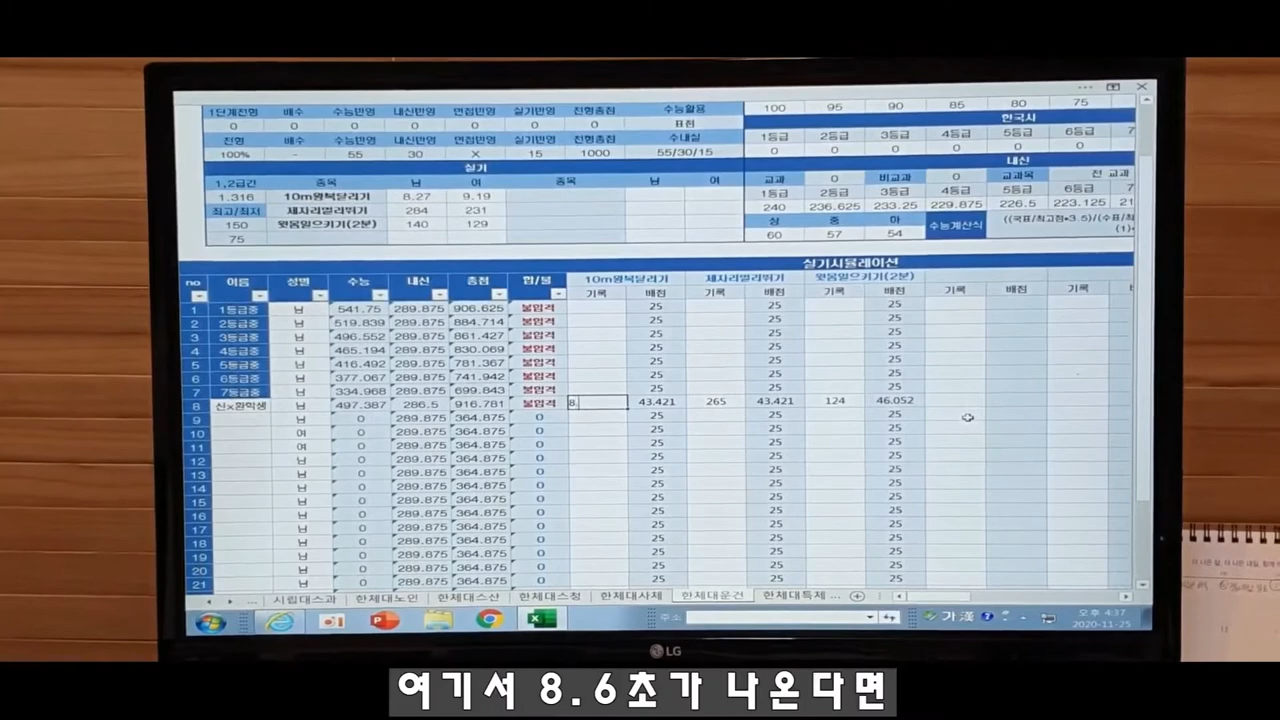 1단계전형 배수 수능반영 내신반영 면접반영 실기반영 전형총점 수능활용
0 0 0 0 0 0 0 표점
전형 배수 수능반영 내신반영 면접반영 실기반영 전형총점 수내실
100% - 55 30 X 15 1000 55/30/15
실기
1,2급간 종목 남 여 종목 남 여
1.316 10m왕복달리기 8.27 9.19
최고/최저 제자리멀리뛰기 284 231
150 윗몸일으키기(2분) 140 129
75
100 95 90 85 80 75
한국사
1등급 2등급 3등급 4등급 5등급 6등급 7
0 0 0 0 0 0
내신
교과 0 비교과 0 교과목 전 교과
1등급 2등급 3등급 4등급 5등급 6등급 7등
240 236.625 233.25 229.875 226.5 223.125 21
상 중 하 수능계산식 ((국표/최고점*3.5)/(수표/최
60 57 54 (1)+
실기시뮬레이션
no 이름 성별 수능 내신 총점 합/불 10m왕복달리기 제자리멀리뛰기 윗몸일으키기(2분)
기록 배점 기록 배점 기록 배점 기록 배점 기록
1 1등급중 남 541.75 289.875 906.625 불합격 25 25 25
2 2등급중 남 519.839 289.875 884.714 불합격 25 25 25
3 3등급중 남 496.552 289.875 861.427 불합격 25 25 25
4 4등급중 남 465.194 289.875 830.069 불합격 25 25 25
5 5등급중 남 416.492 289.875 781.367 불합격 25 25 25
6 6등급중 남 377.067 289.875 741.942 불합격 25 25 25
7 7등급중 남 334.968 289.875 699.843 불합격 25 25 25
8 신x환학생 남 497.387 286.5 916.781 불합격 8. 43.421 265 43.421 124 46.052
9 남 0 289.875 364.875 0 25 25 25
10 여 0 289.875 364.875 0 25 25 25
11 여 0 289.875 364.875 0 25 25 25
12 남 0 289.875 364.875 0 25 25 25
13 남 0 289.875 364.875 0 25 25 25
14 남 0 289.875 364.875 0 25 25 25
15 남 0 289.875 364.875 0 25 25 25
16 남 0 289.875 364.875 0 25 25 25
17 남 0 289.875 364.875 0 25 25 25
18 남 0 289.875 364.875 0 25 25 25
19 남 0 289.875 364.875 0 25 25 25
20 남 0 289.875 364.875 0 25 25 25
21 남 0 289.875 364.875 0 25 25 25
시립대스과 한체대노인 한체대스산 한체대스청 한체대사체 한체대운건 한체대특체 ...
주소 가 漢 오후 4:37
2020-11-25
LG
여기서 8.6초가 나온다면